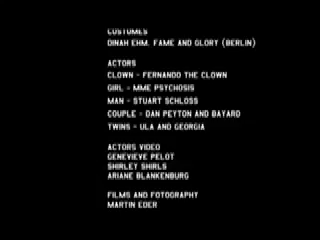 COSTUMES
DINAH EHM. FAME AND GLORY (BERLIN)
ACTORS
CLOWN - FERNANDO THE CLOWN
GIRL - MME PSYCHOSIS
MAN - STUART SCHLOSS
COUPLE - DAN PEYTON AND BAYARD
TWINS - ULA AND GEORGIA
ACTORS VIDEO
GENEVIEVE PELOT
SHIRLEY SHIRLS
ARIANE BLANKENBURG
FILMS AND FOTOGRAPHY
MARTIN EDER